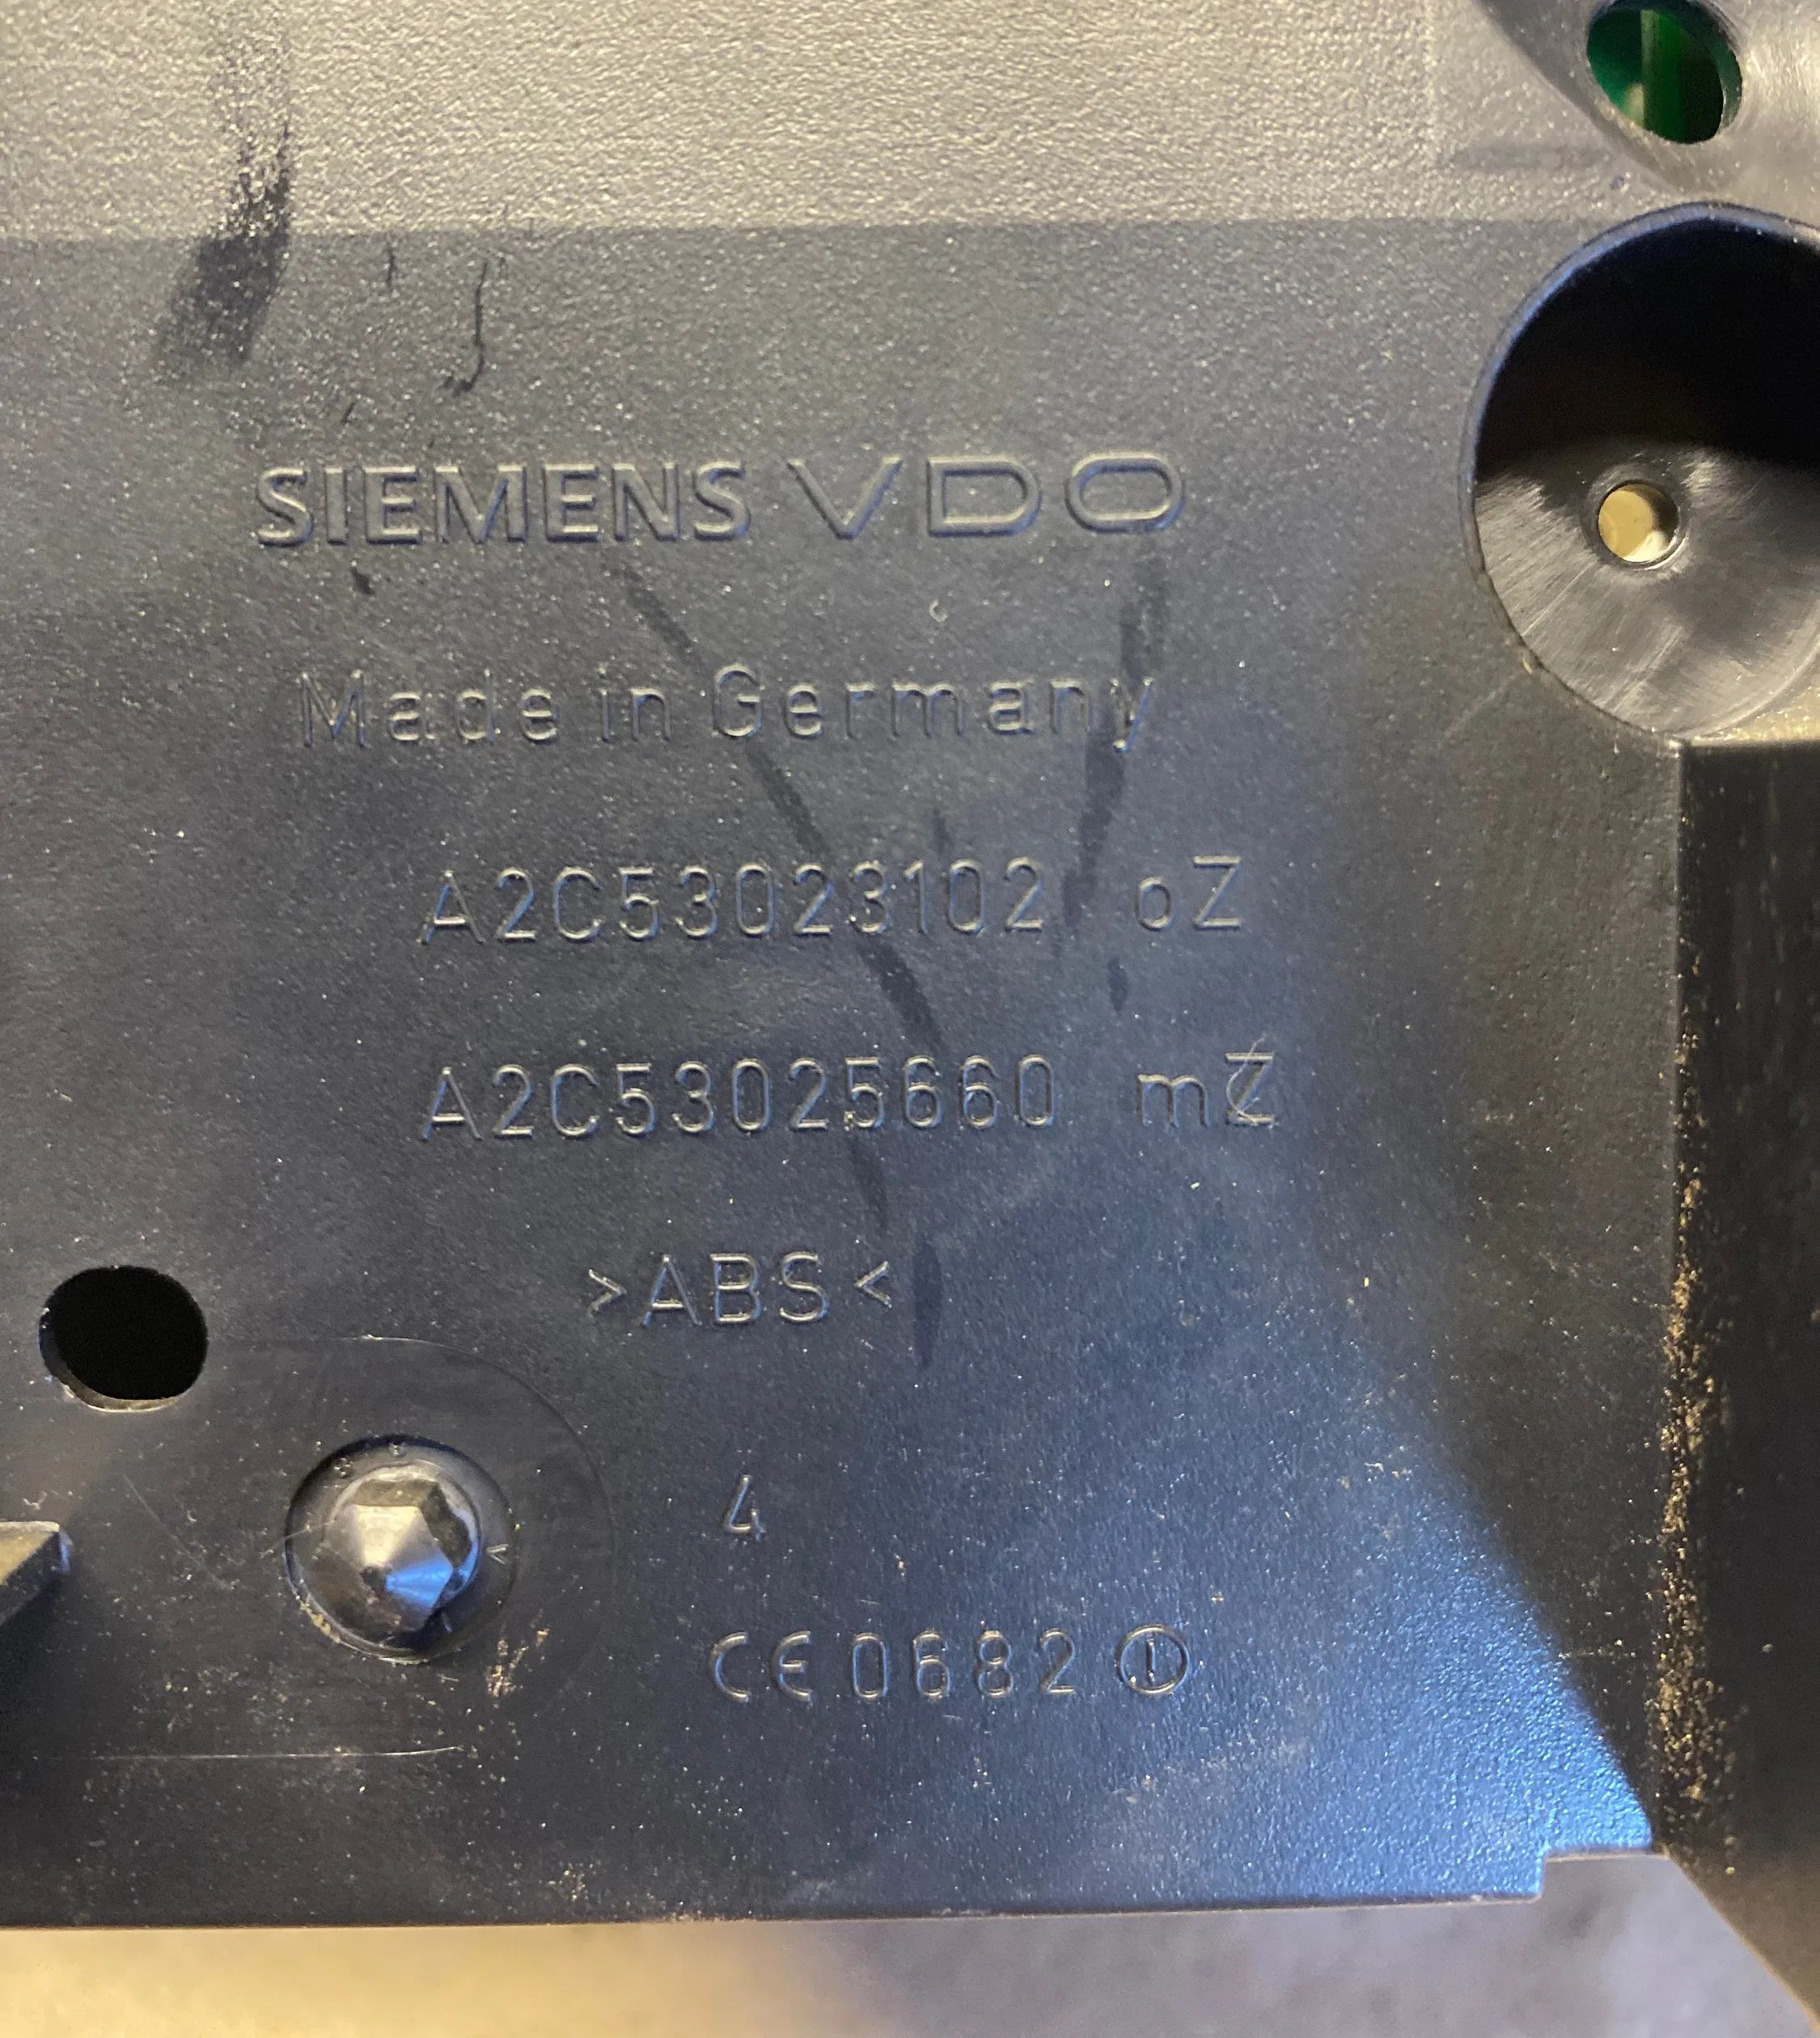 SIEMENS VDO
Made in Germany
A2C53023102 oZ
A2C53025660 mZ
>ABS<
4
CE 0682